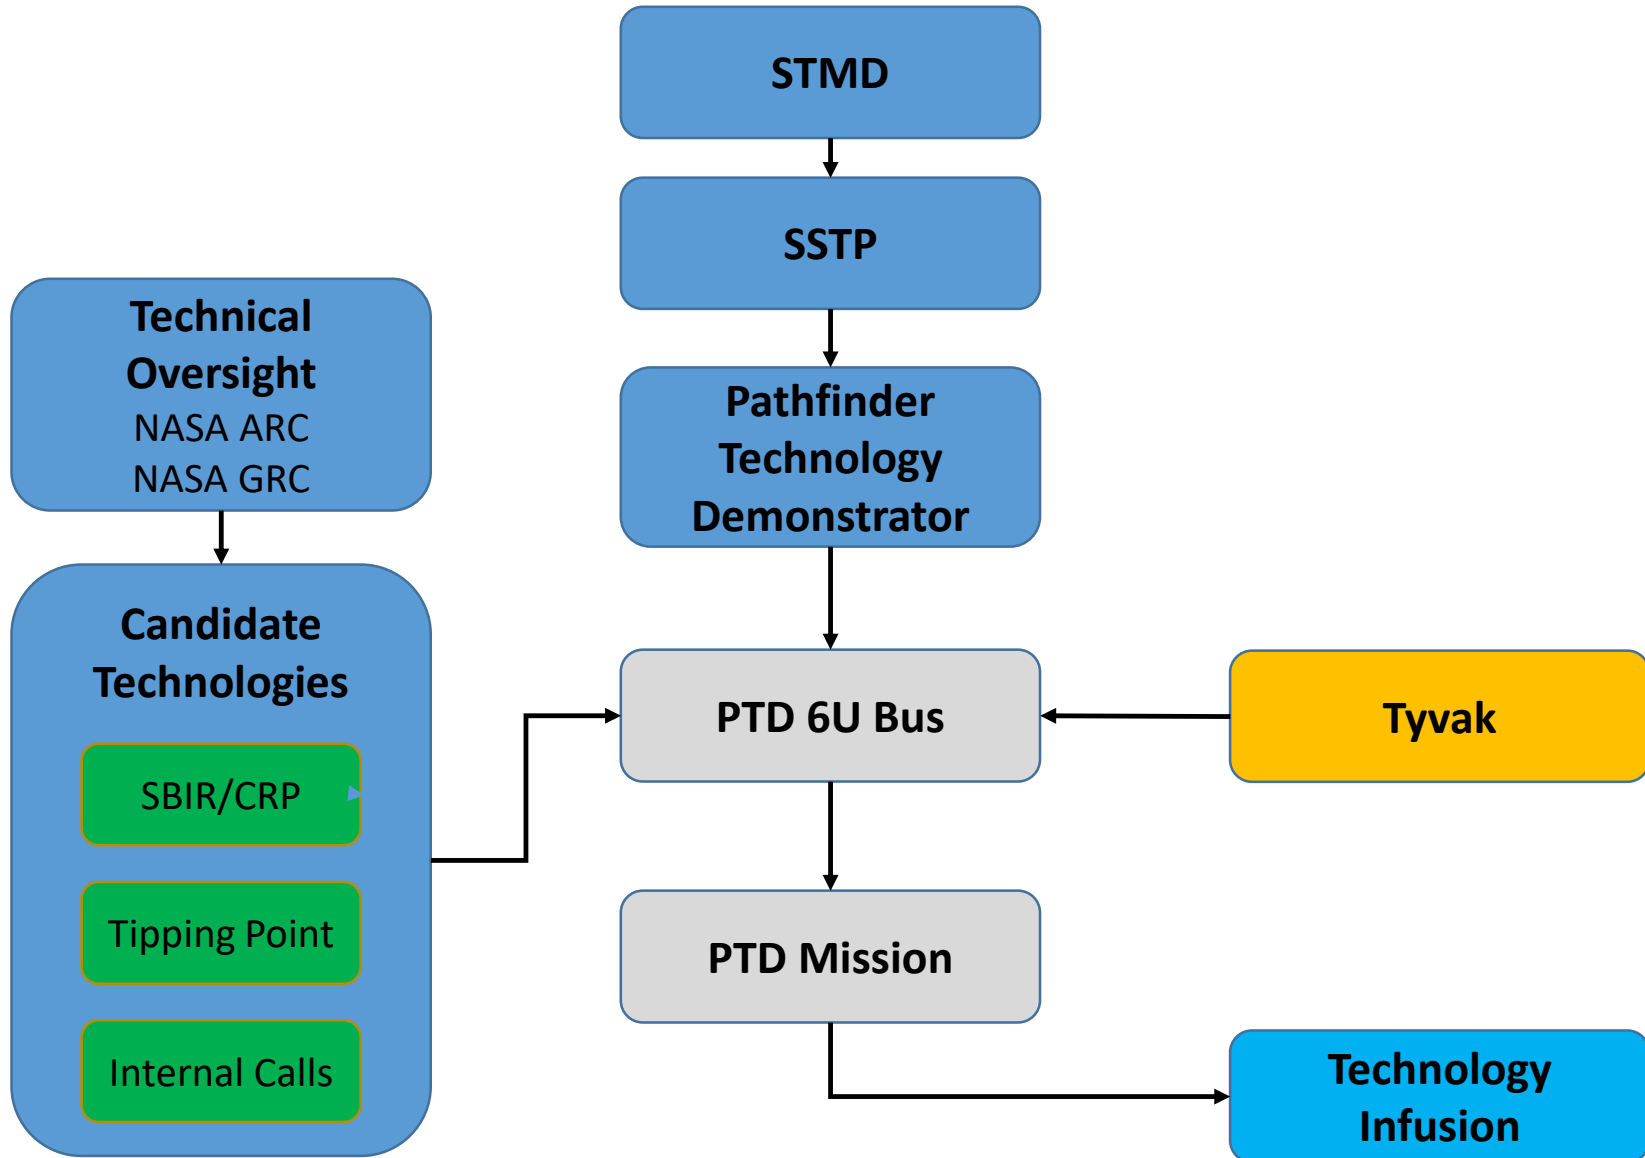 STMD
SSTP
Technical
Oversight
NASA ARC
NASA GRC
Pathfinder
Technology
Demonstrator
Candidate
Technologies
SBIR/CRP
Tipping Point
Internal Calls
PTD 6U Bus
Tyvak
PTD Mission
Technology
Infusion